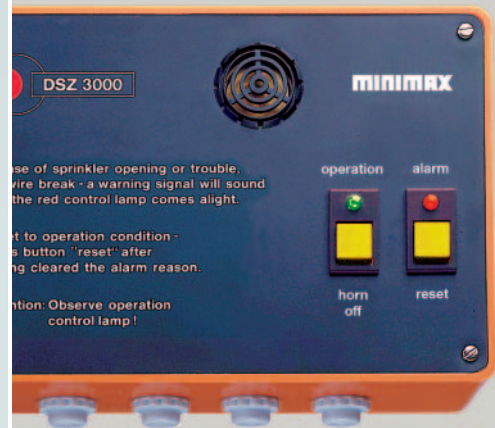 DSZ 3000
MINIMAX
se of sprinkler opening or trouble,
wire break - a warning signal will sound
the red control lamp comes alight.
et to operation condition -
s button "reset" after
ng cleared the alarm reason.
ntion: Observe operation
control lamp !
operation alarm
horn reset
off